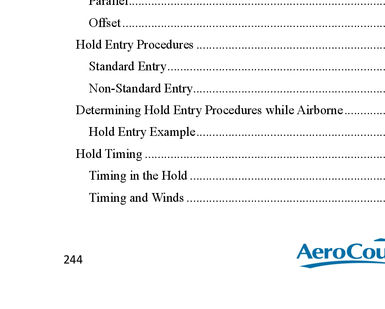 Parallel..............................................................................
Offset................................................................................
Hold Entry Procedures .........................................................
Standard Entry..................................................................
Non-Standard Entry..........................................................
Determining Hold Entry Procedures while Airborne.............
Hold Entry Example..........................................................
Hold Timing .......................................................................
Timing in the Hold ...........................................................
Timing and Winds ............................................................
244
AeroCou